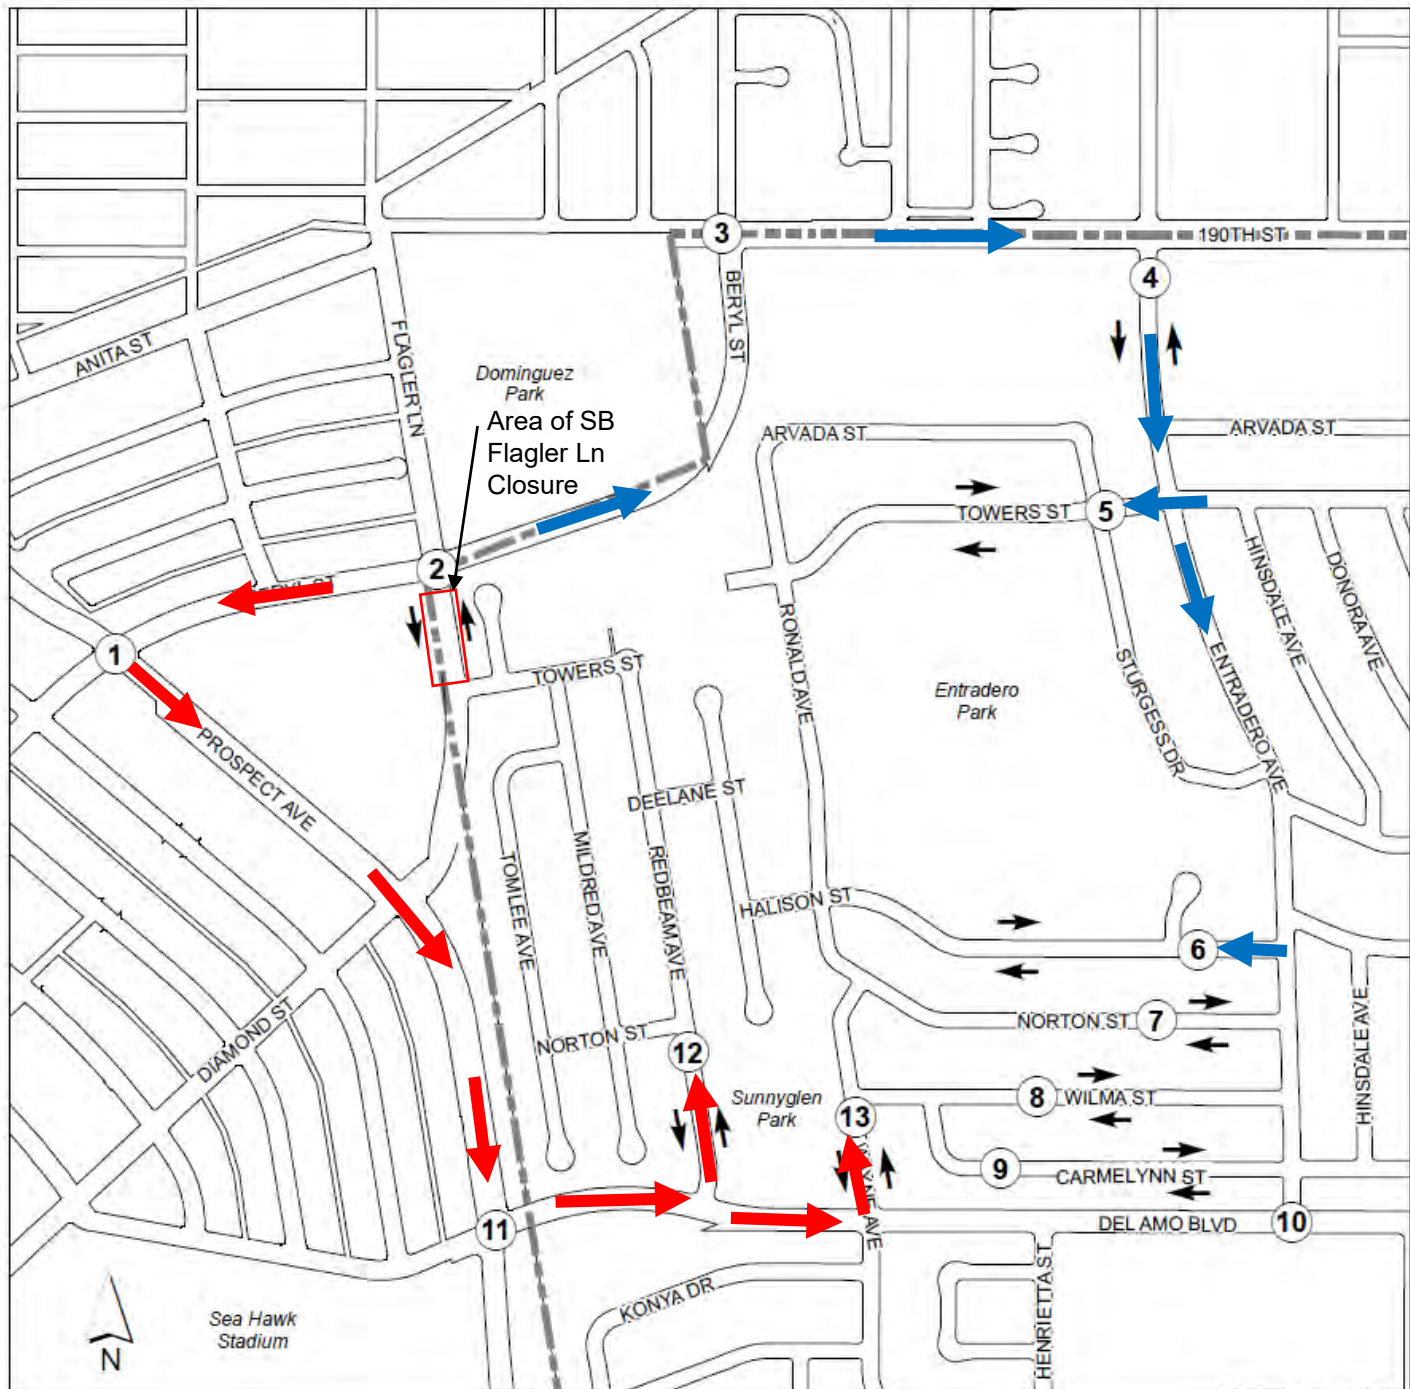 3
190TH ST
4
BERYL ST
ANITA ST
FLAGLER LN
Dominguez
Park
Area of SB
Flagler Ln
Closure
ARVADA ST
ARVADA ST
TOWERS ST
5
2
BERYL ST
1
TOWERS ST
RONALD AVE
HINSDALE AVE
DONORA AVE
STURGESS DR
ENTRADERO AVE
Entradero
Park
PROSPECT AVE
DEELANE ST
TOMLEE AVE
MILDRED AVE
REDBEAM AVE
HALISON ST
6
DIAMOND ST
NORTON ST
NORTON ST
7
HINSDALE AVE
12
Sunnyglen
Park
13
8
WILMA ST
9
CARMELYNN ST
WAYNE AVE
11
DEL AMO BLVD
10
KONYA DR
HENRIETTA ST
Sea Hawk
Stadium
N